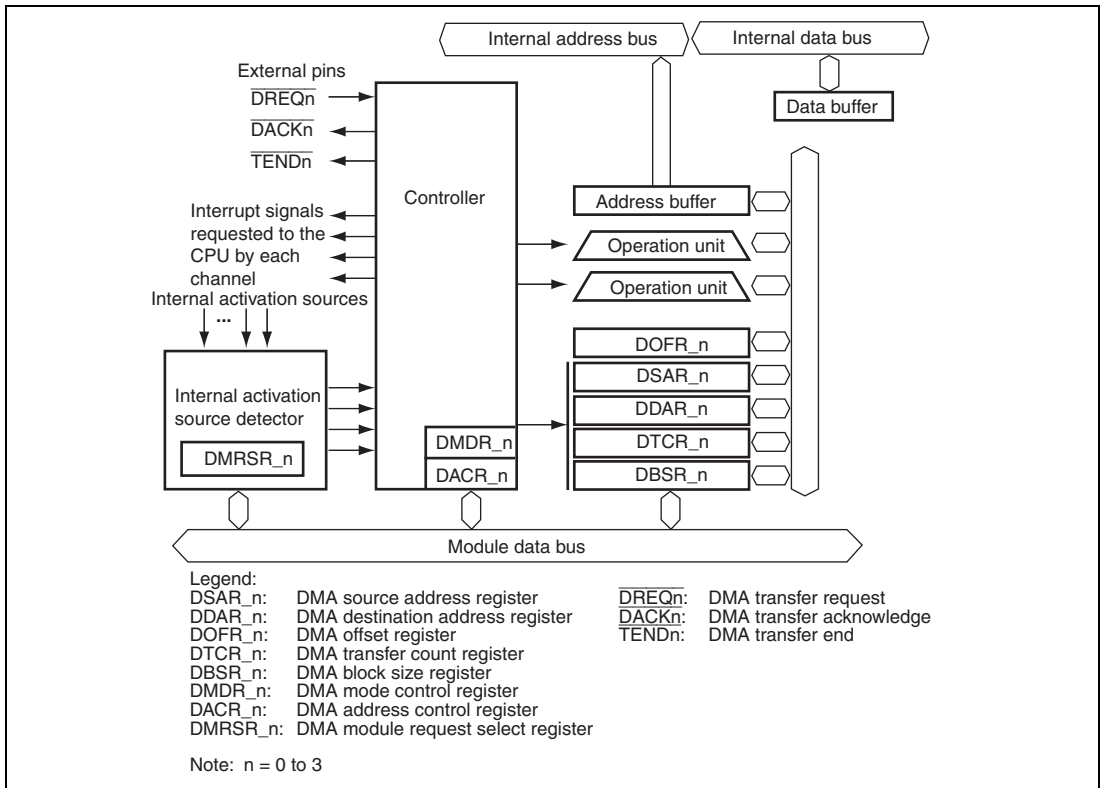 Internal address bus
Internal data bus
External pins
DREQn
DACKn
TENDn
Data buffer
Controller
Address buffer
Interrupt signals
requested to the
CPU by each
channel
Operation unit
Operation unit
Internal activation sources
...
Internal activation
source detector
DMRSR_n
DMDR_n
DACR_n
DOFR_n
DSAR_n
DDAR_n
DTCR_n
DBSR_n
Module data bus
Legend:
DSAR_n: DMA source address register
DDAR_n: DMA destination address register
DOFR_n: DMA offset register
DTCR_n: DMA transfer count register
DBSR_n: DMA block size register
DMDR_n: DMA mode control register
DACR_n: DMA address control register
DMRSR_n: DMA module request select register
DREQn: DMA transfer request
DACKn: DMA transfer acknowledge
TENDn: DMA transfer end
Note: n = 0 to 3